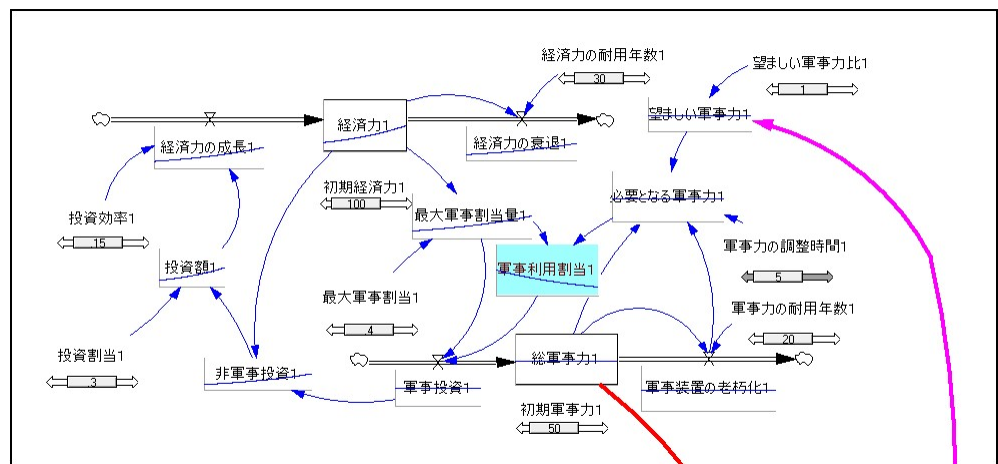 経済力の耐用年数1
30
望ましい軍事力比1
1
経済力1
望ましい軍事力1
経済力の成長1
経済力の衰退1
初期経済力1
100
必要となる軍事力1
投資効率1
.15
最大軍事割当量1
軍事力の調整時間1
5
投資額1
軍事利用割当1
最大軍事割当1
.4
軍事力の耐用年数1
20
投資割当1
.3
非軍事投資1
軍事投資1
総軍事力1
軍事装置の老朽化1
初期軍事力1
50